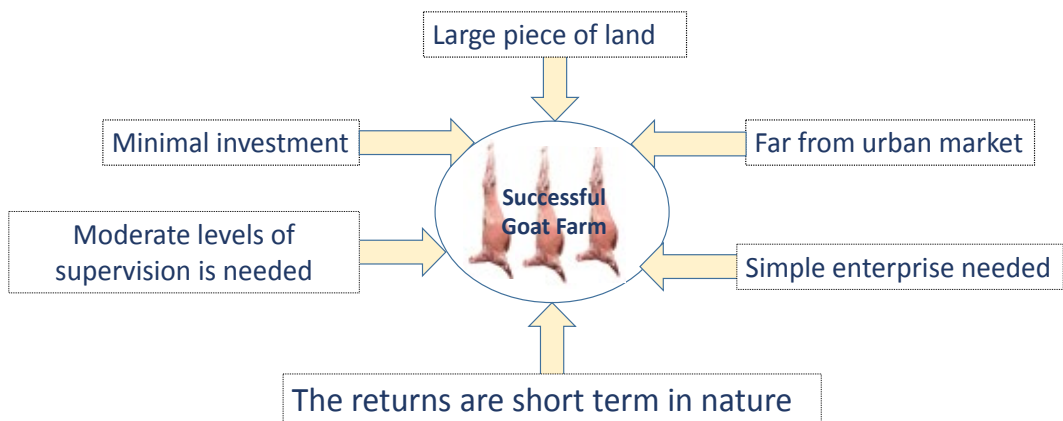 Large piece of land
Minimal investment
Far from urban market
Successful
Goat Farm
Moderate levels of
supervision is needed
Simple enterprise needed
The returns are short term in nature